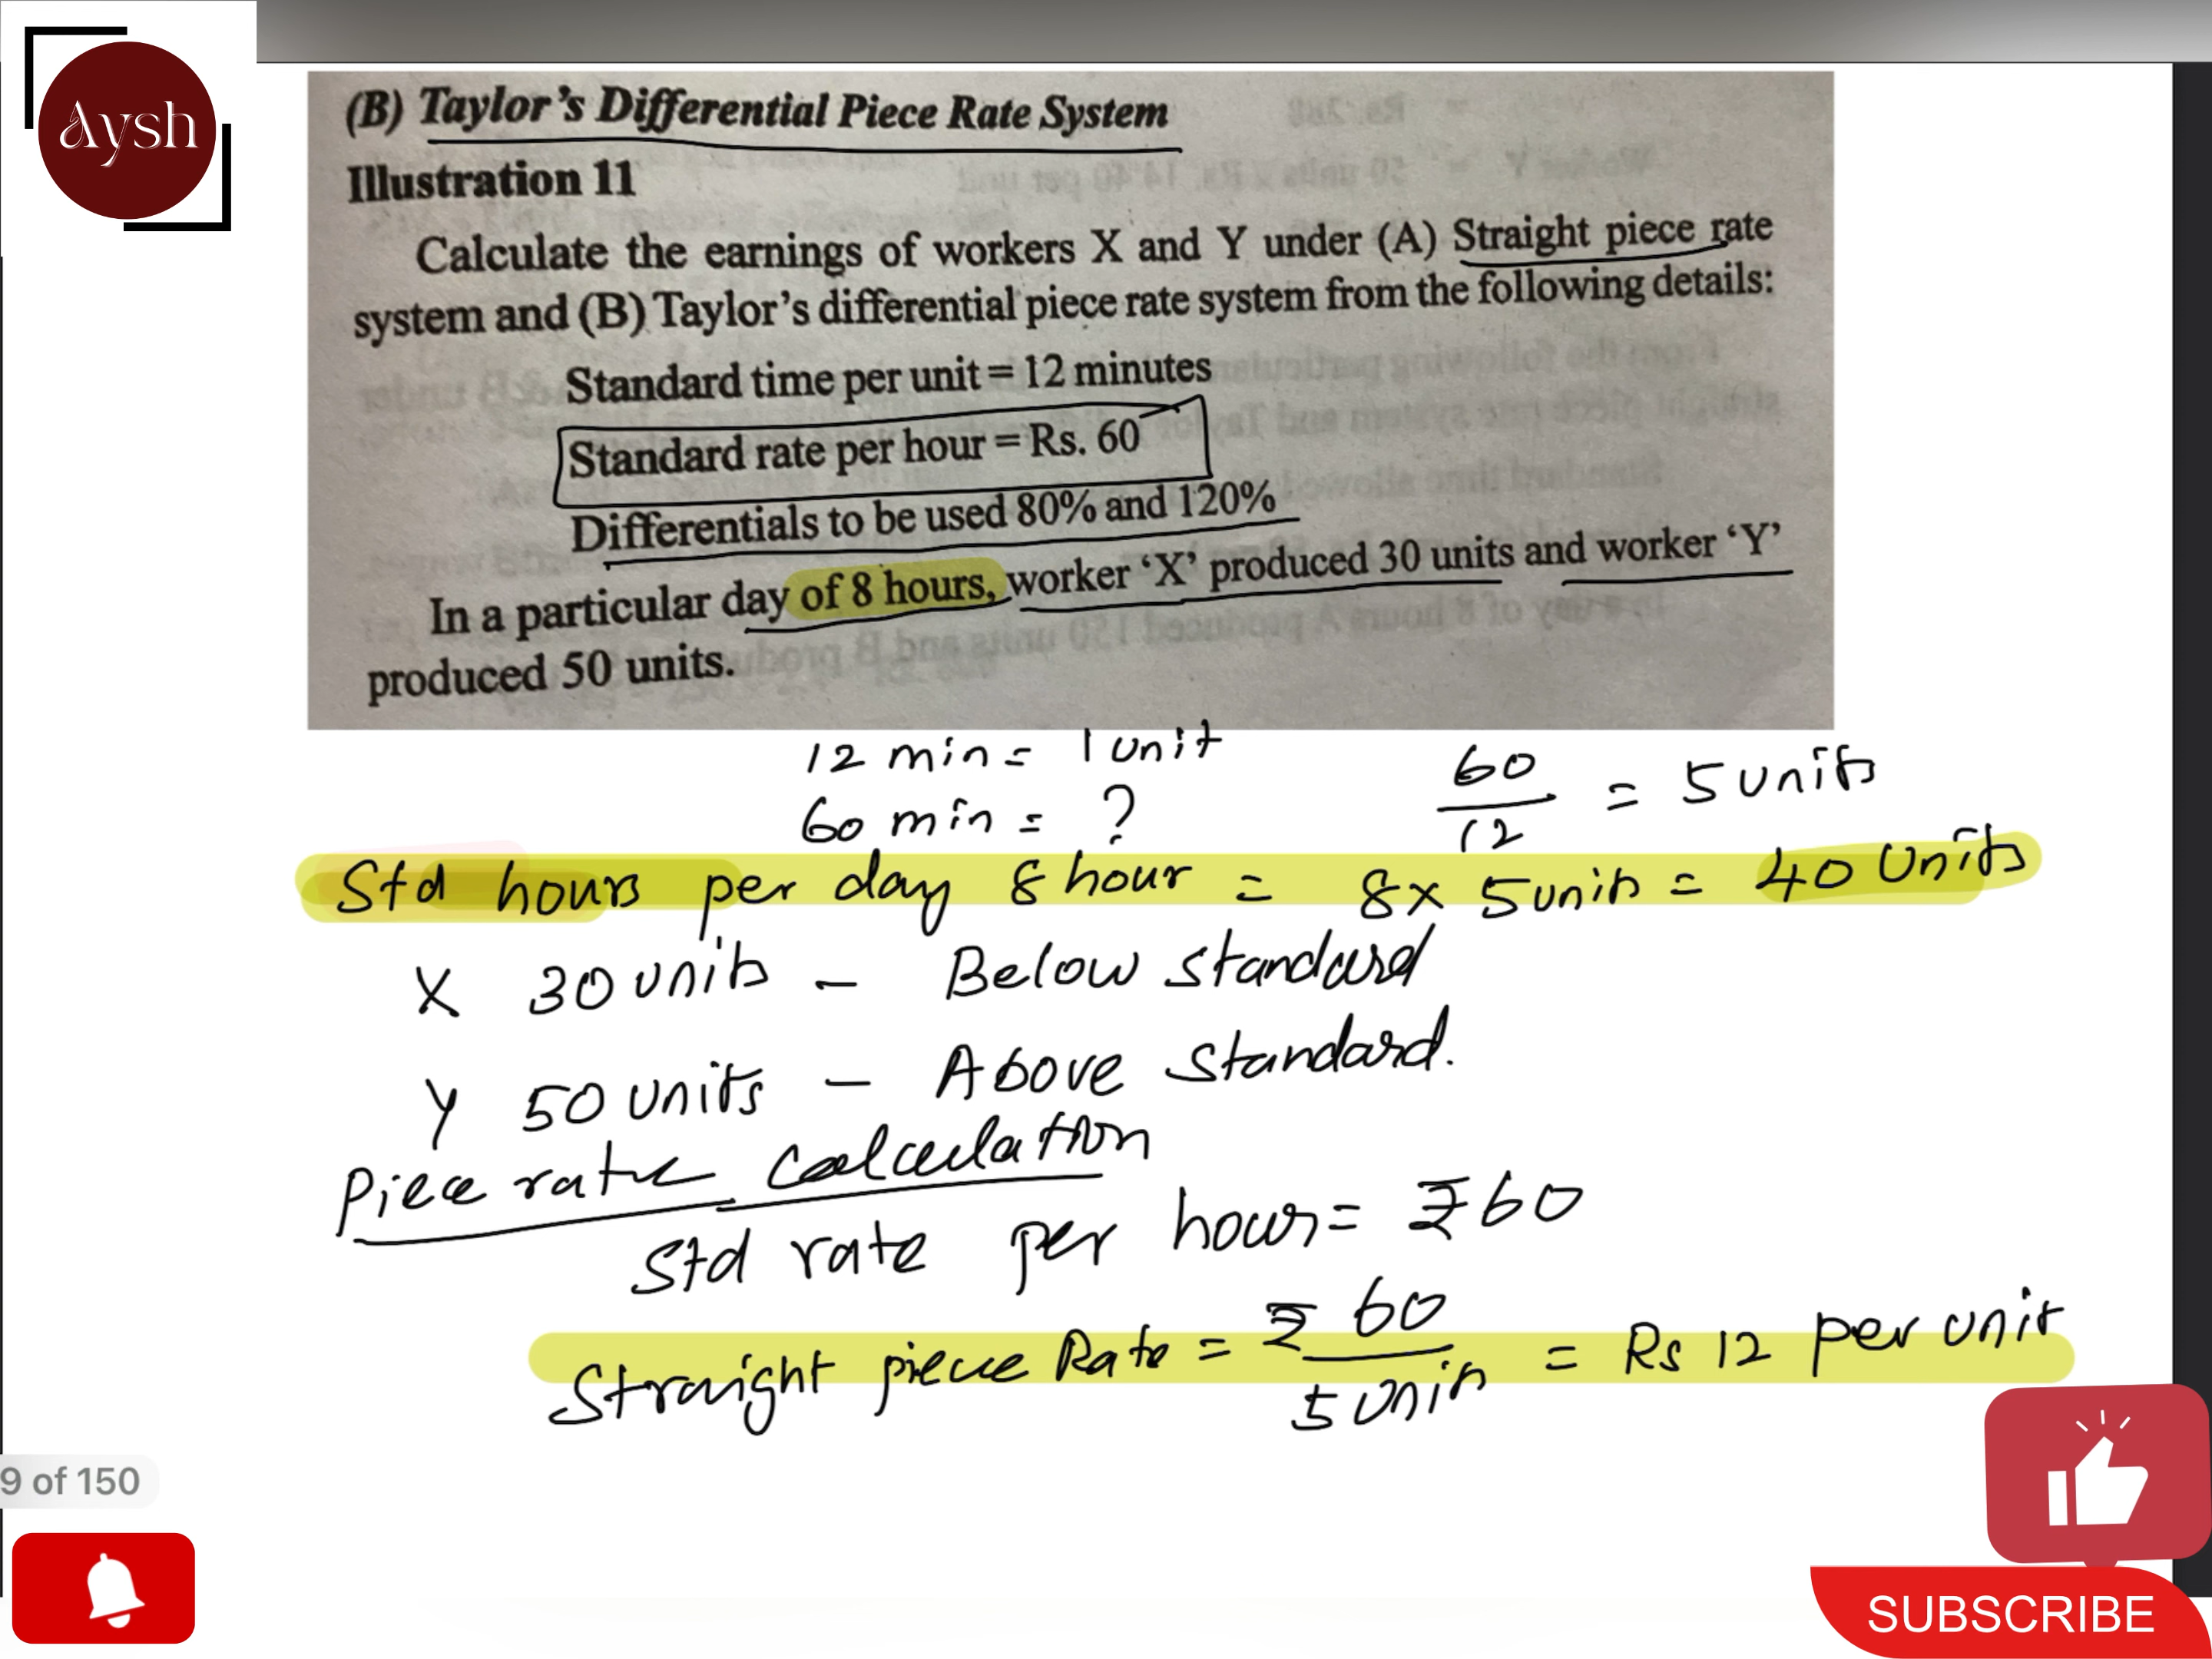 Aysh
(B) Taylor's Differential Piece Rate System
Illustration 11
Calculate the earnings of workers X and Y under (A) Straight piece rate
system and (B) Taylor's differential piece rate system from the following details:
Standard time per unit = 12 minutes
Standard rate per hour = Rs. 60
Differentials to be used 80% and 120%
In a particular day of 8 hours, worker 'X' produced 30 units and worker 'Y'
produced 50 units.
12 min = 1 unit
60 min = ?
60/12 = 5 units
Std hours per day 8 hour = 8 x 5 units = 40 Units
X 30 units - Below standard
Y 50 units - Above standard.
Piece rate calculation
Std rate per hour = ₹60
Straight piece Rate = ₹ 60/5 units = Rs 12 per unit
9 of 150
SUBSCRIBE